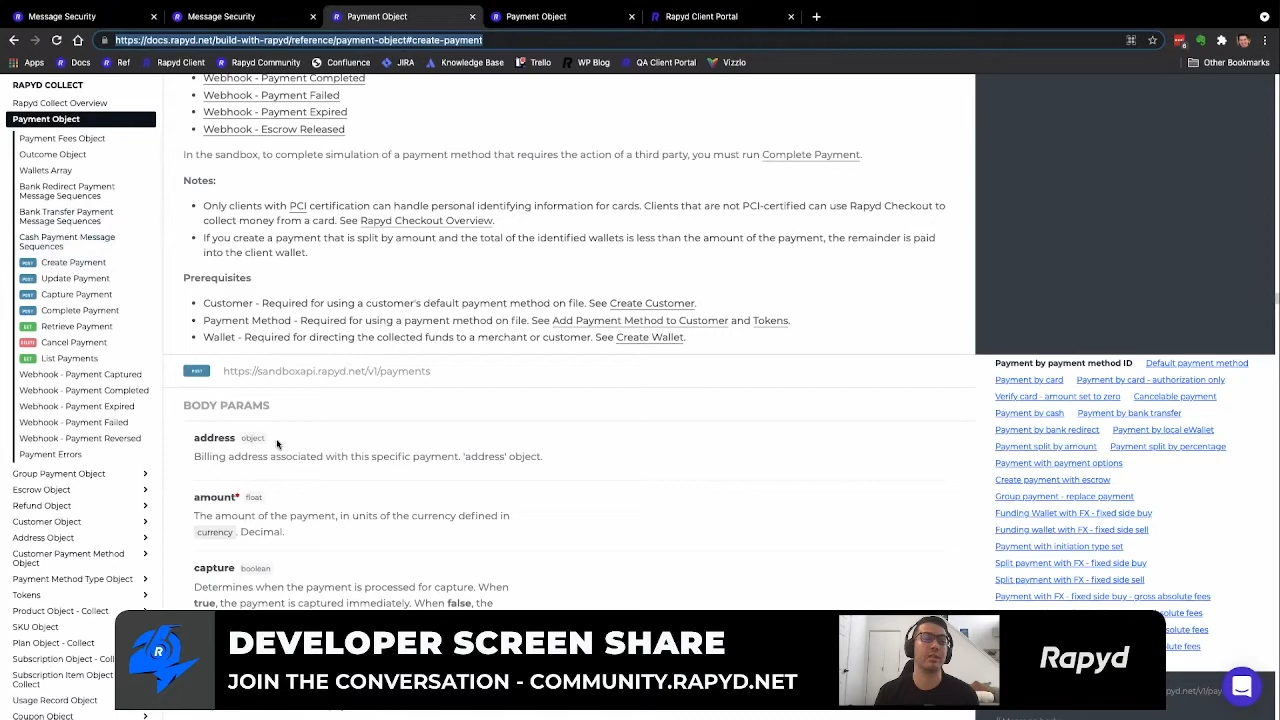 Message Security
Message Security
Payment Object
Payment Object
Rapyd Client Portal
https://docs.rapyd.net/build-with-rapyd/reference/payment-object#create-payment
Apps
Docs
Ref
Rapyd Client
Rapyd Community
Confluence
JIRA
Knowledge Base
Trello
WP Blog
QA Client Portal
Vizzlo
Other Bookmarks
RAPYD COLLECT
Rapyd Collect Overview
Payment Object
Payment Fees Object
Outcome Object
Wallets Array
Bank Redirect Payment
Message Sequences
Bank Transfer Payment
Message Sequences
Cash Payment Message
Sequences
POST Create Payment
POST Update Payment
POST Capture Payment
POST Complete Payment
GET Retrieve Payment
Cancel Payment
GET List Payments
Webhook - Payment Captured
Webhook - Payment Completed
Webhook - Payment Expired
Webhook - Payment Failed
Webhook - Payment Reversed
Payment Errors
Group Payment Object
Escrow Object
Refund Object
Customer Object
Address Object
Customer Payment Method
Object
Payment Method Type Object
Tokens
Product Object - Collect
SKU Object
Plan Object - Collect
Subscription Object - Coll
Subscription Item Object
Collect
Usage Record Object
Coupon Object
Webhook - Payment Completed
Webhook - Payment Failed
Webhook - Payment Expired
Webhook - Escrow Released
In the sandbox, to complete simulation of a payment method that requires the action of a third party, you must run Complete Payment.
Notes:
Only clients with PCI certification can handle personal identifying information for cards. Clients that are not PCI-certified can use Rapyd Checkout to
collect money from a card. See Rapyd Checkout Overview.
If you create a payment that is split by amount and the total of the identified wallets is less than the amount of the payment, the remainder is paid
into the client wallet.
Prerequisites
Customer - Required for using a customer's default payment method on file. See Create Customer.
Payment Method - Required for using a payment method on file. See Add Payment Method to Customer and Tokens.
Wallet - Required for directing the collected funds to a merchant or customer. See Create Wallet.
POST https://sandboxapi.rapyd.net/v1/payments
BODY PARAMS
address object
Billing address associated with this specific payment. 'address' object.
amount* float
The amount of the payment, in units of the currency defined in
currency . Decimal.
capture boolean
Determines when the payment is processed for capture. When
true, the payment is captured immediately. When false, the
Payment by payment method ID Default payment method
Payment by card Payment by card - authorization only
Verify card - amount set to zero Cancelable payment
Payment by cash Payment by bank transfer
Payment by bank redirect Payment by local eWallet
Payment split by amount Payment split by percentage
Payment with payment options
Create payment with escrow
Group payment - replace payment
Funding Wallet with FX - fixed side buy
Funding wallet with FX - fixed side sell
Payment with initiation type set
Split payment with FX - fixed side buy
Split payment with FX - fixed side sell
Payment with FX - fixed side buy - gross absolute fees
solute fees
solute fees
ute fees
DEVELOPER SCREEN SHARE
JOIN THE CONVERSATION - COMMUNITY.RAPYD.NET
R
Rapyd